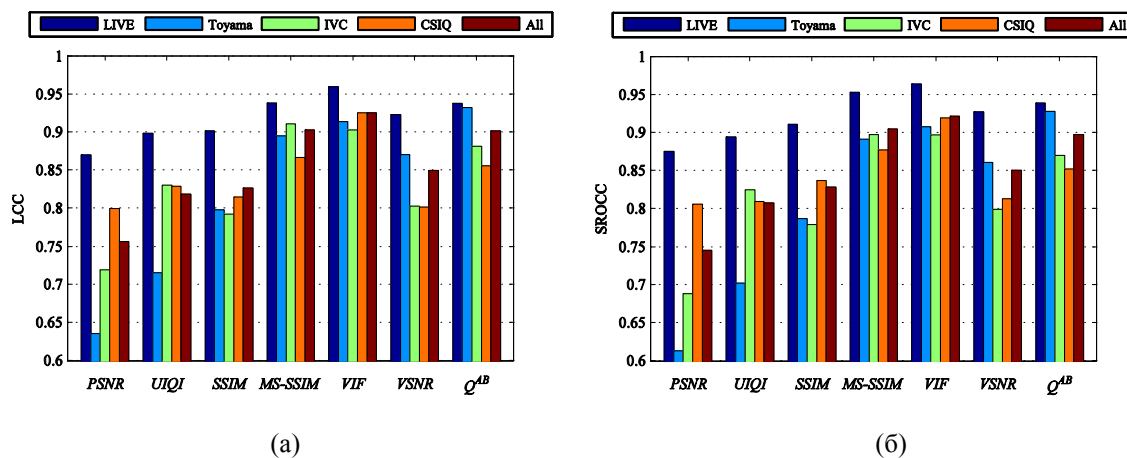 LIVE Toyama IVC CSIQ All
1
0.95
0.9
0.85
0.8
0.75
0.7
0.65
0.6
LCC
PSNR UIQI SSIM MS-SSIM VIF VSNR Q^AB
(а)
LIVE Toyama IVC CSIQ All
1
0.95
0.9
0.85
0.8
0.75
0.7
0.65
0.6
SROCC
PSNR UIQI SSIM MS-SSIM VIF VSNR Q^AB
(б)